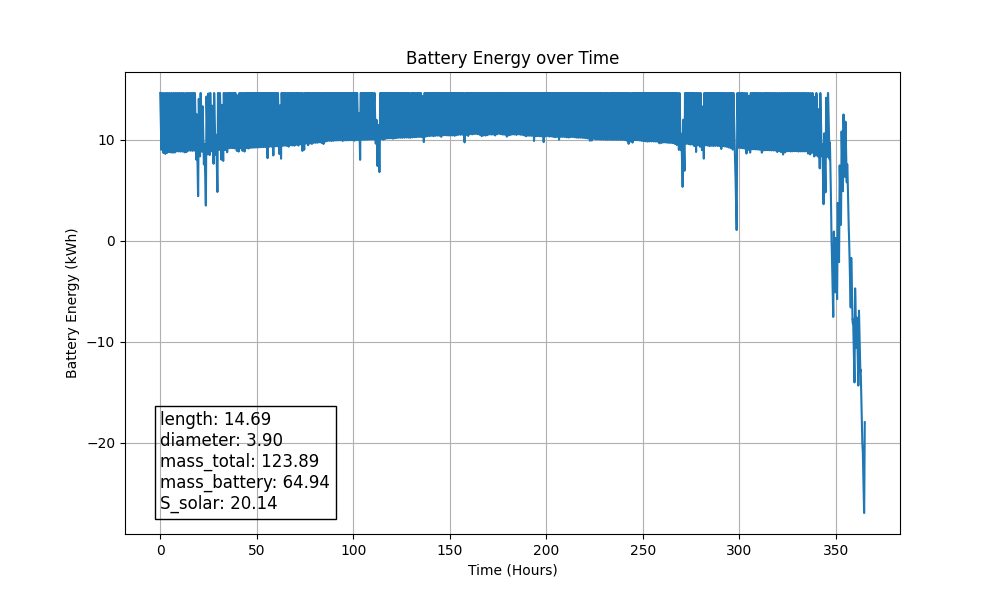 Battery Energy over Time
Battery Energy (kWh)
10
0
−10
−20
length: 14.69
diameter: 3.90
mass_total: 123.89
mass_battery: 64.94
S_solar: 20.14
0 50 100 150 200 250 300 350
Time (Hours)